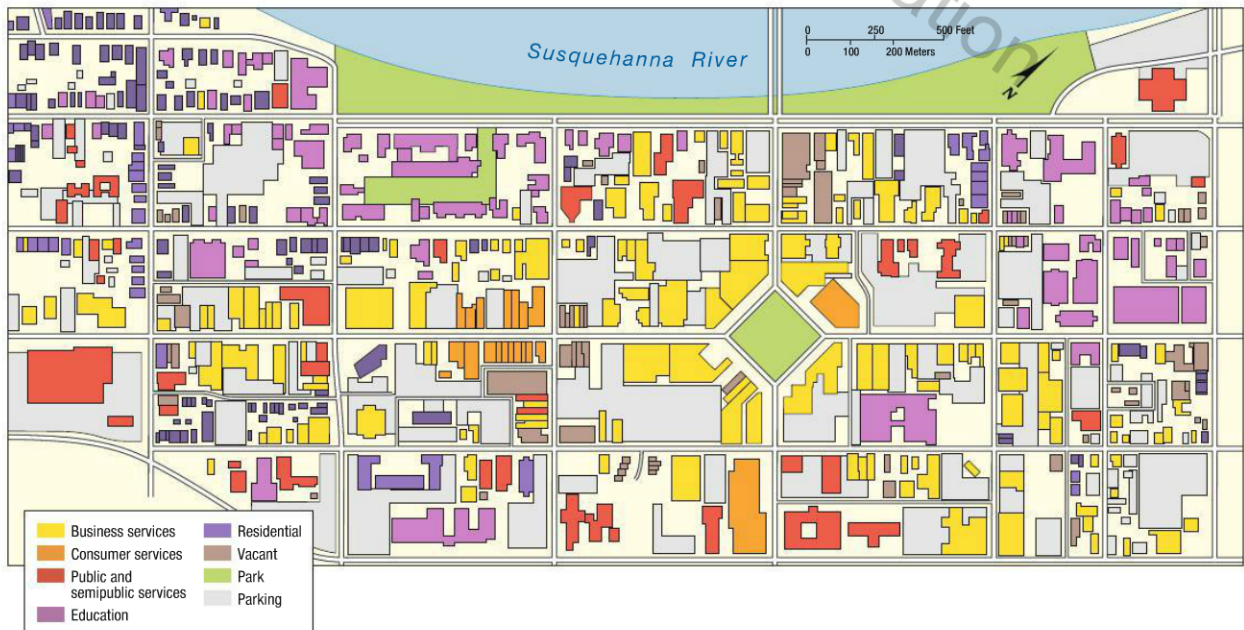 ation
Susquehanna River
0 250 500 Feet
0 100 200 Meters
N
Business services
Consumer services
Public and
semipublic services
Education
Residential
Vacant
Park
Parking